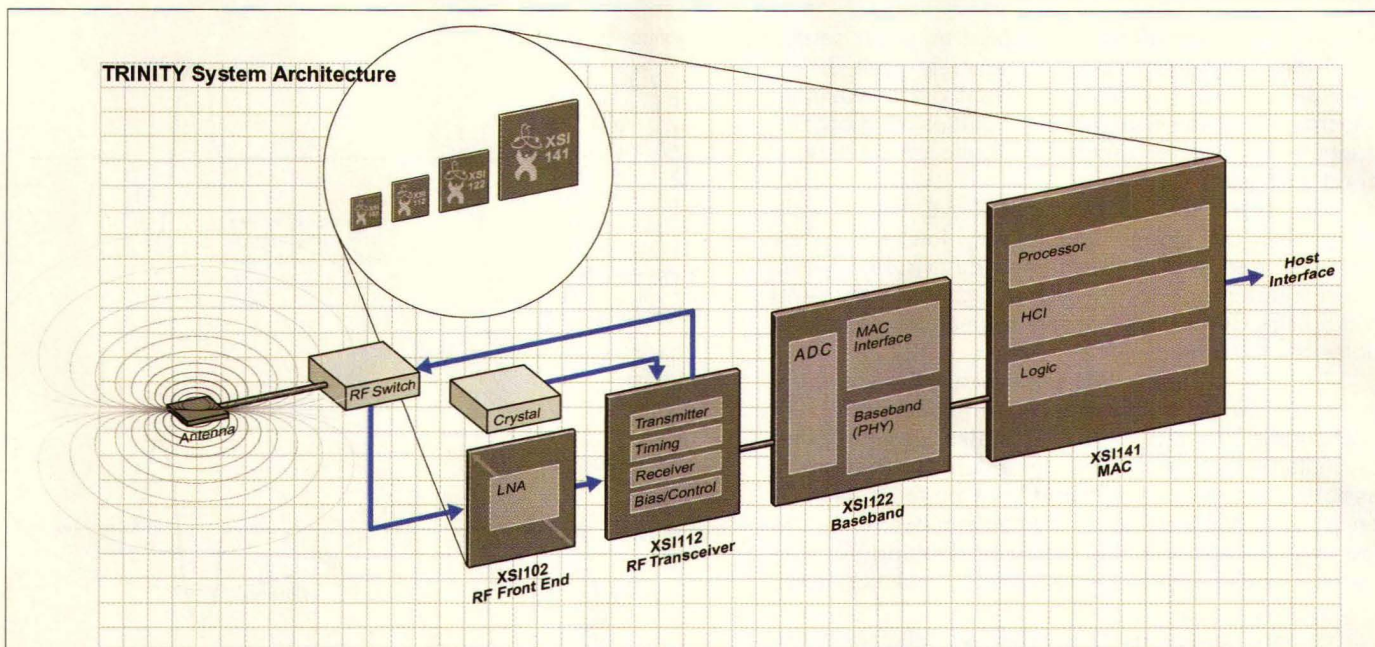 TRINITY System Architecture
XSI
141
XSI
122
XSI
112
Processor
HCI
Logic
Host
Interface
XSI141
MAC
ADC
MAC
Interface
Baseband
(PHY)
XSI122
Baseband
RF Switch
Antenna
Crystal
Transmitter
Timing
Receiver
Bias/Control
XSI112
RF Transceiver
LNA
XSI102
RF Front End